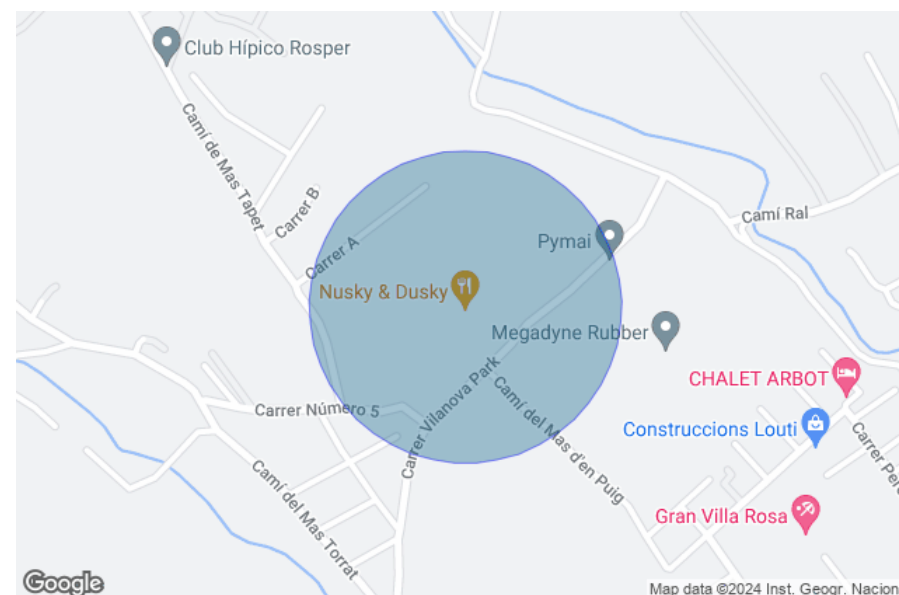 Club Hípico Rosper
Camí de Mas Tapet
Carrer B
Camí Ral
Carrer A
Pymai
Nusky & Dusky
Megadyne Rubber
CHALET ARBOT
Carrer Vilanova Park
Carrer Número 5
Camí del Mas d'en Puig
Construccions Louti
Carrer Pere
Camí del Mas Torrat
Gran Villa Rosa
Google
Map data ©2024 Inst. Geogr. Nacion